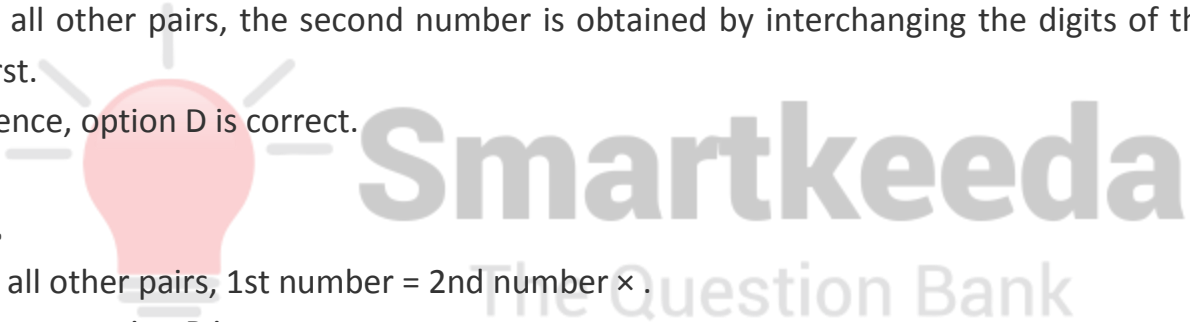 all other pairs, the second number is obtained by interchanging the digits of th
rst.
ence, option D is correct.
Smartkeeda
all other pairs, 1st number = 2nd number × .
The Question Bank